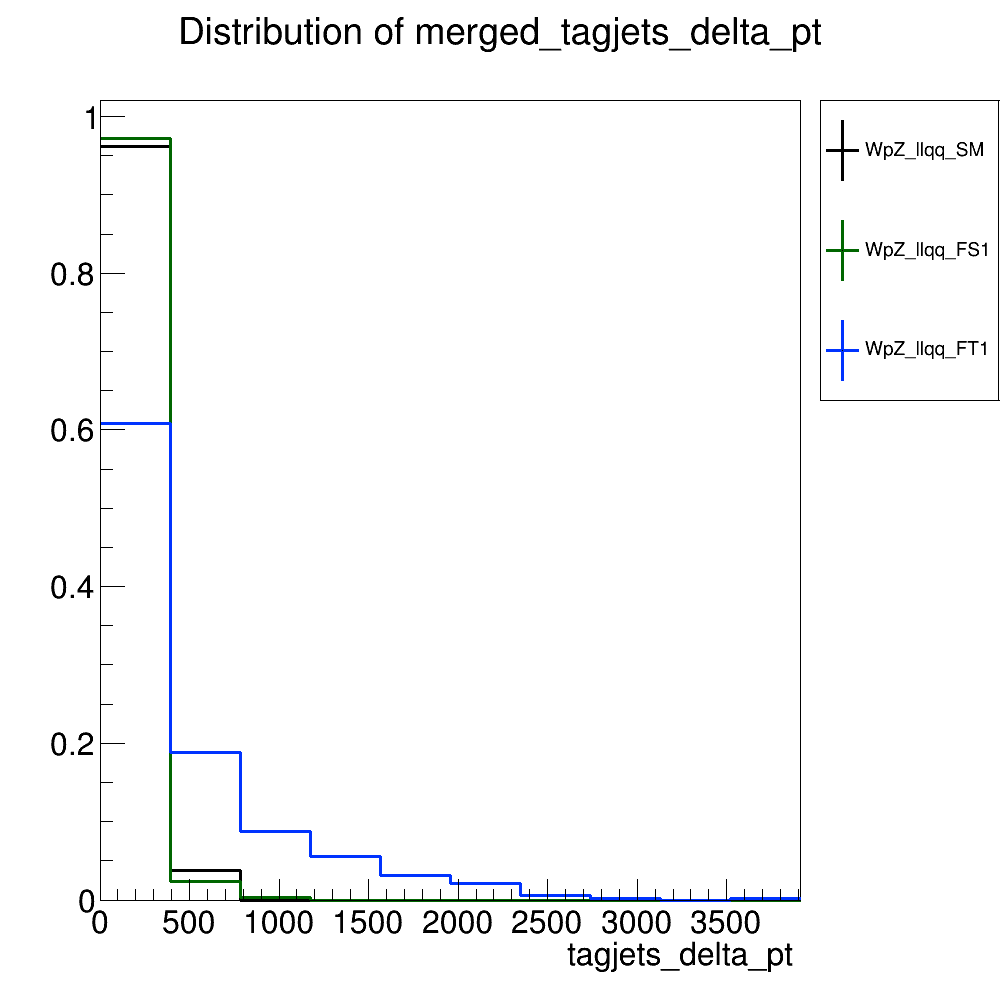 Distribution of merged_tagjets_delta_pt
1
0.8
0.6
0.4
0.2
0
0 500 1000 1500 2000 2500 3000 3500
tagjets_delta_pt
WpZ_llqq_SM
WpZ_llqq_FS1
WpZ_llqq_FT1